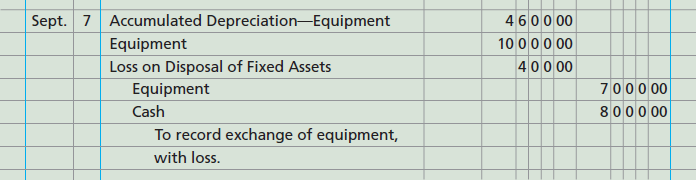 Sept. 7 Accumulated Depreciation—Equipment 4 6 0 0 00
Equipment 10 0 0 0 00
Loss on Disposal of Fixed Assets 4 0 0 00
Equipment 7 0 0 0 00
Cash 8 0 0 0 00
To record exchange of equipment,
with loss.